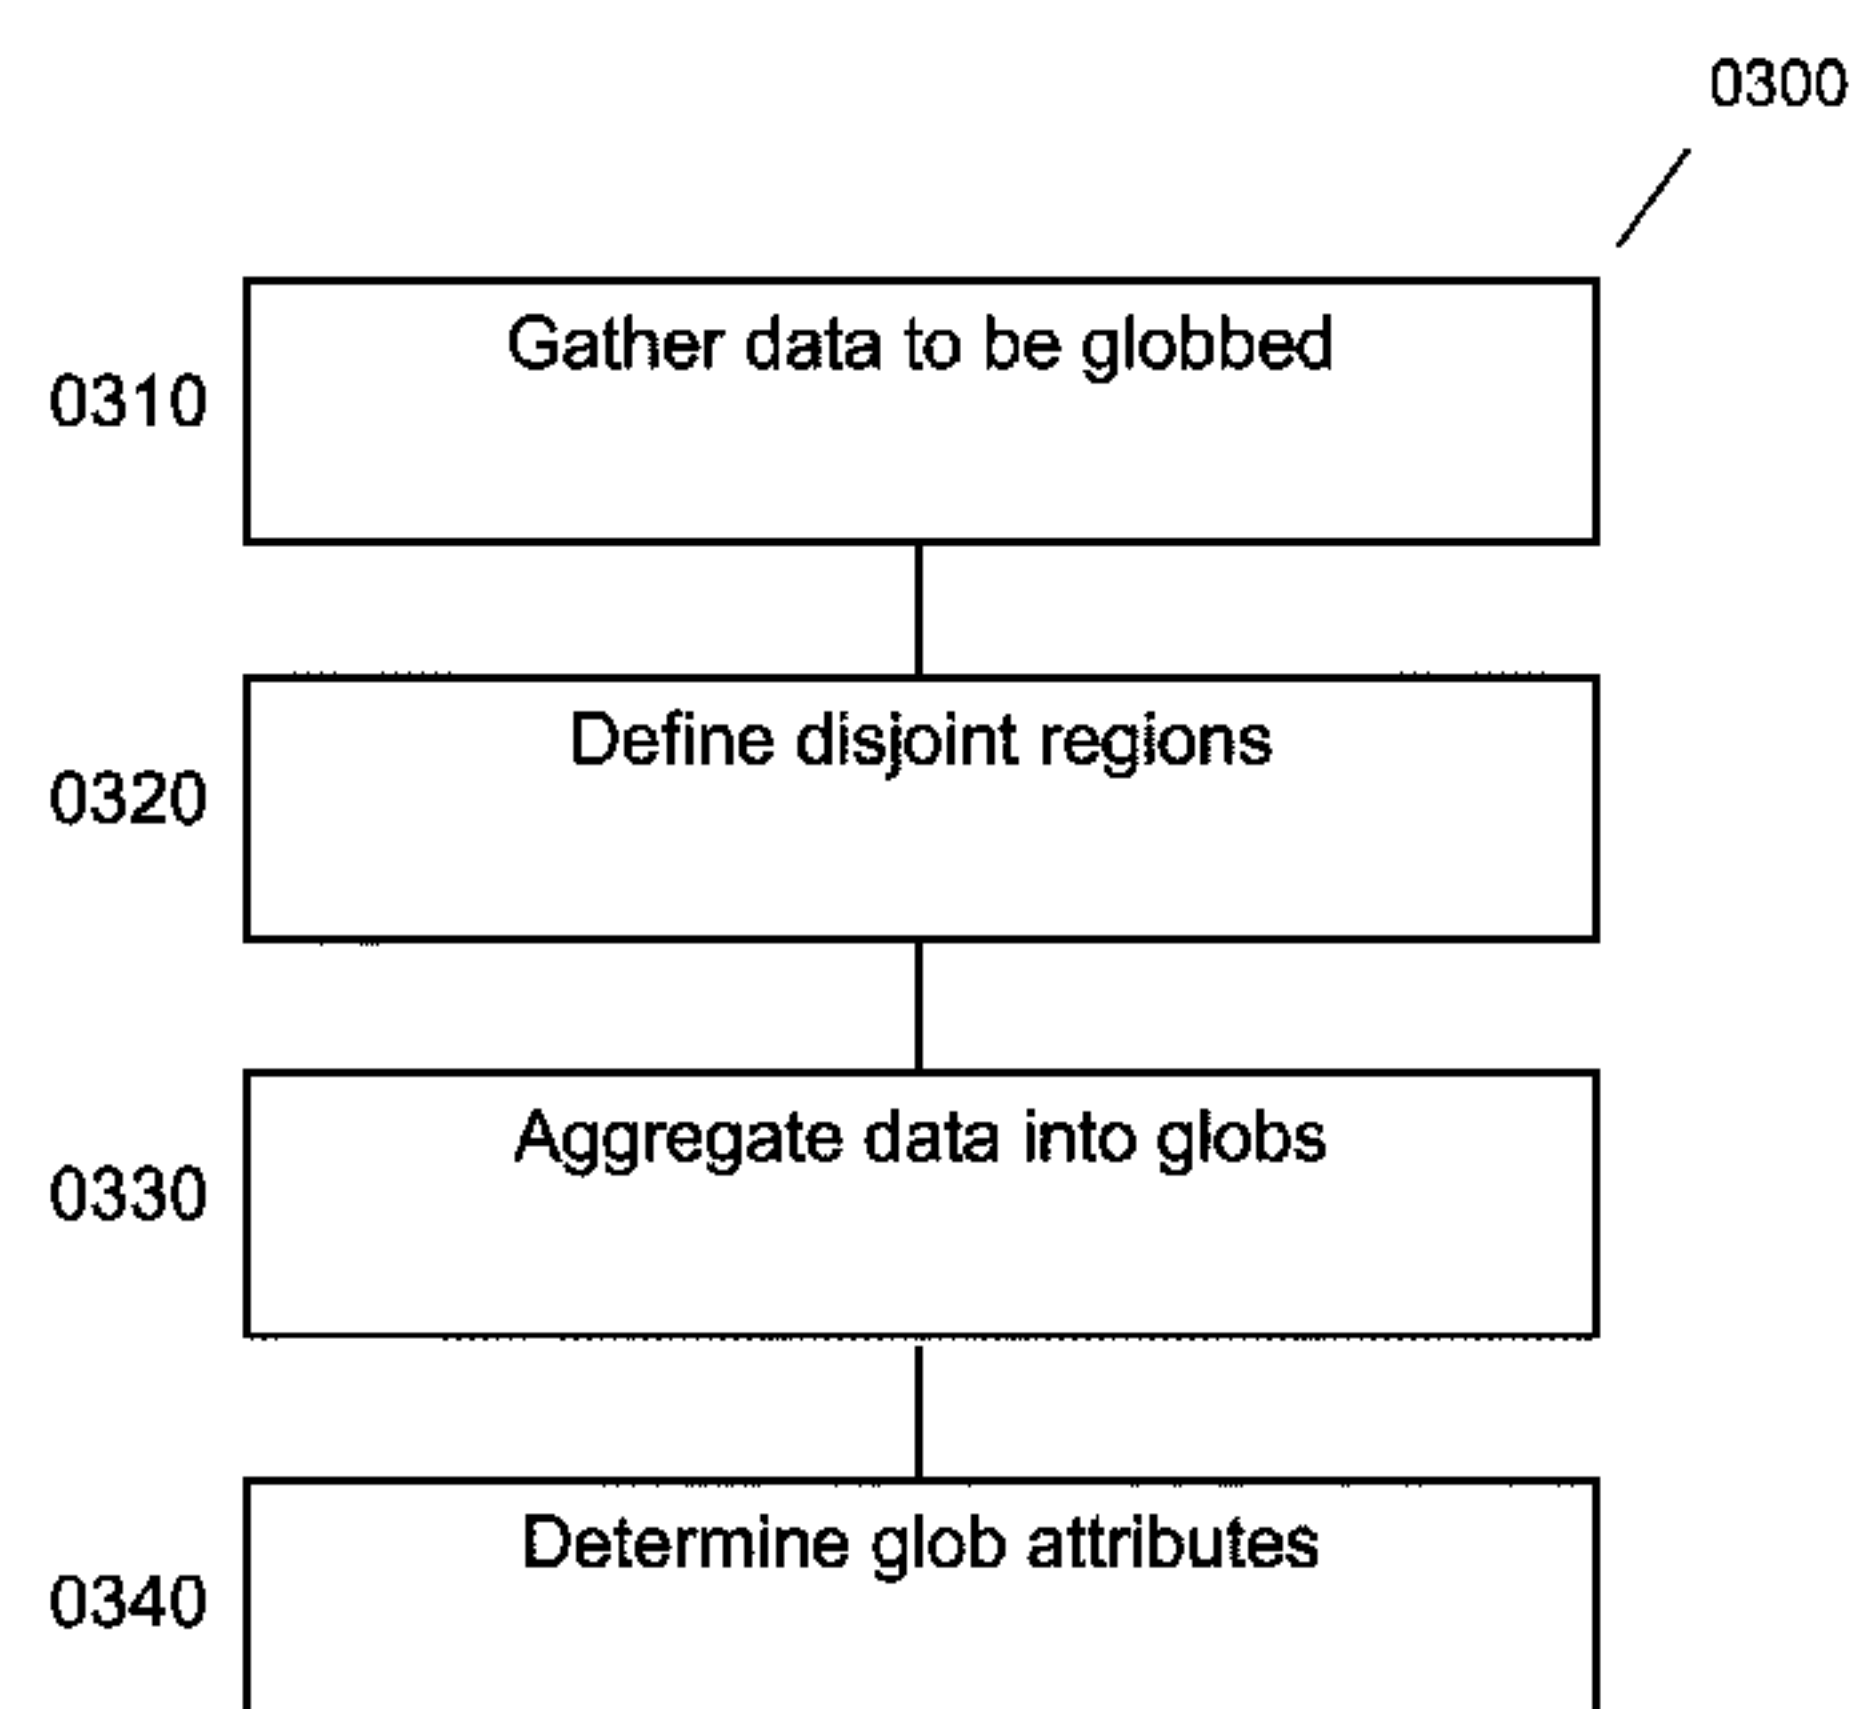 0300
Gather data to be globbed
0310
Define disjoint regions
0320
Aggregate data into globs
0330
Determine glob attributes
0340